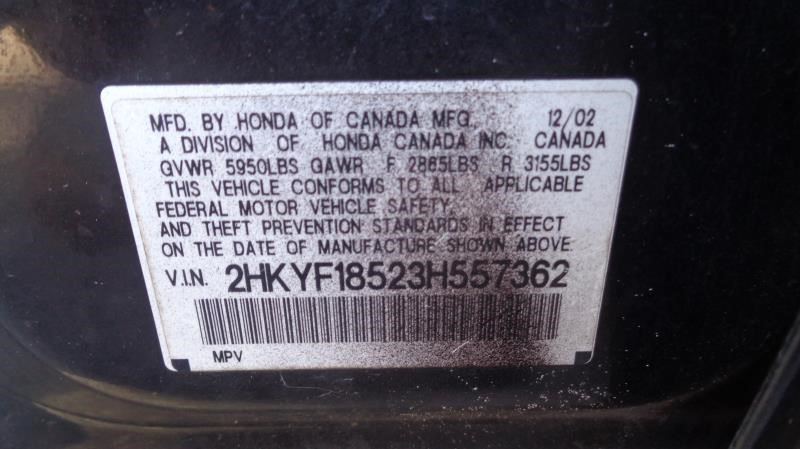 MFD. BY HONDA OF CANADA MFG. 12/02
A DIVISION OF HONDA CANADA INC. CANADA
GVWR 5950LBS GAWR F 2865LBS R 3155LBS
THIS VEHICLE CONFORMS TO ALL APPLICABLE
FEDERAL MOTOR VEHICLE SAFETY
AND THEFT PREVENTION STANDARDS IN EFFECT
ON THE DATE OF MANUFACTURE SHOWN ABOVE
V.I.N. 2HKYF18523H557362
MPV